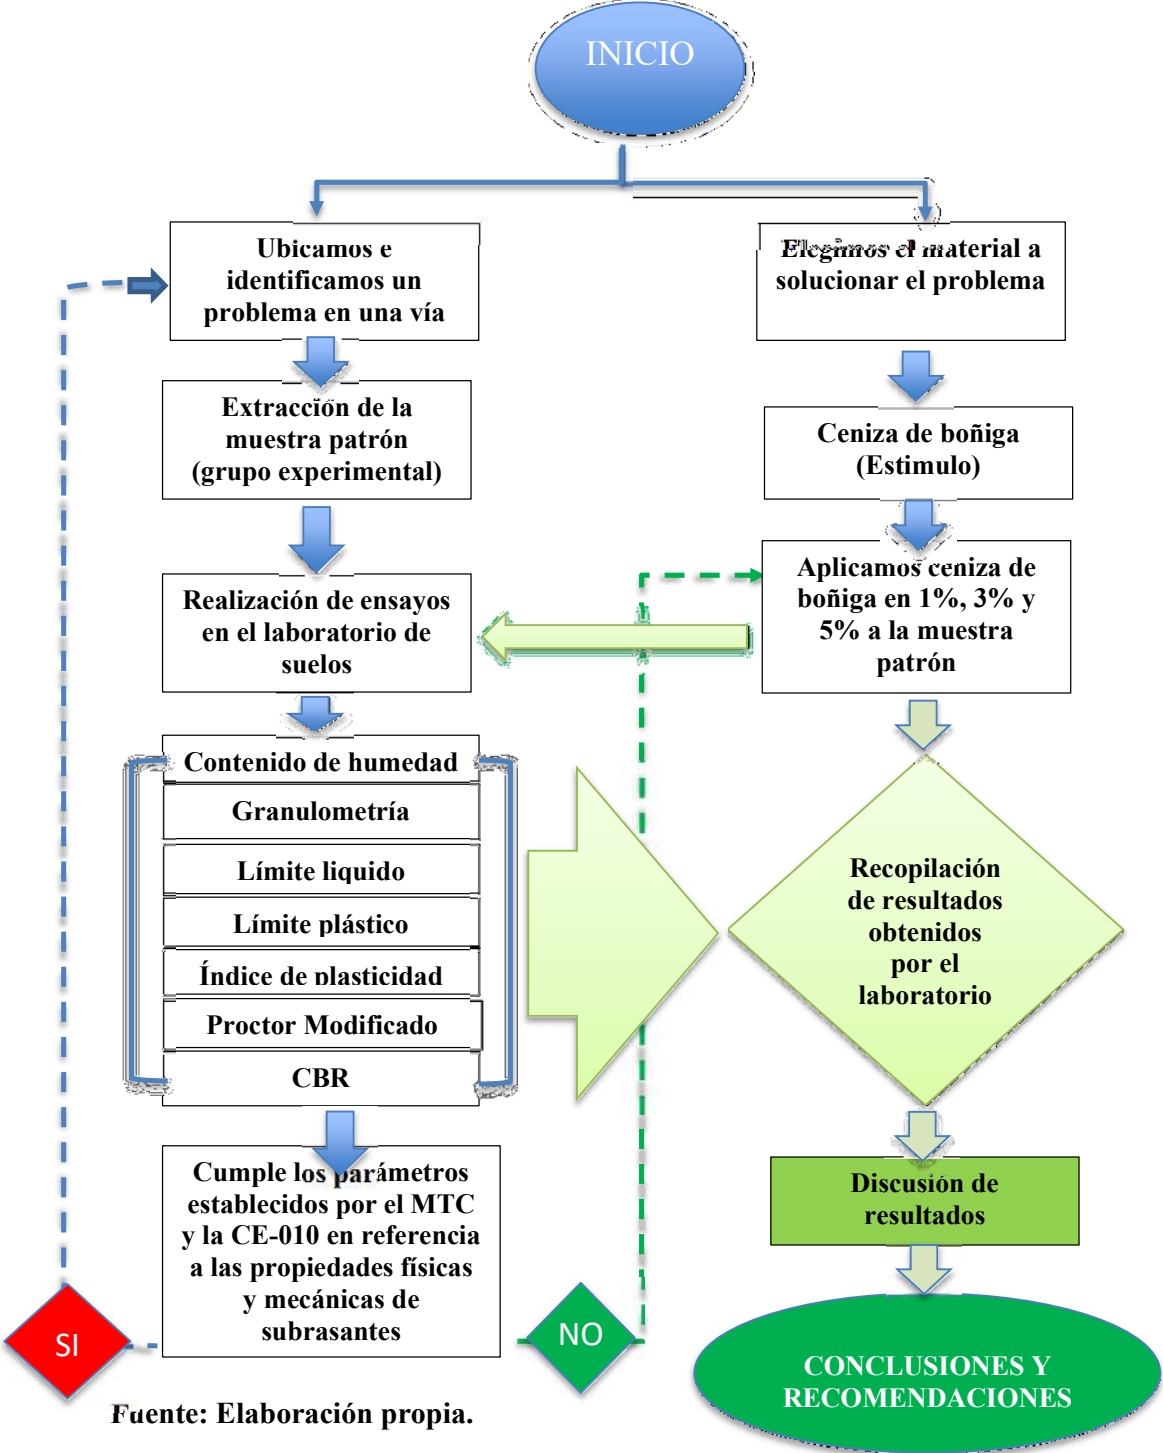 INICIO
Ubicamos e
identificamos un
problema en una vía
Extracción de la
muestra patrón
(grupo experimental)
Realización de ensayos
en el laboratorio de
suelos
Contenido de humedad
Granulometría
Límite liquido
Límite plástico
Índice de plasticidad
Proctor Modificado
CBR
Cumple los parámetros
establecidos por el MTC
y la CE-010 en referencia
a las propiedades físicas
y mecánicas de
subrasantes
SI
NO
Elegimos el material a
solucionar el problema
Ceniza de boñiga
(Estimulo)
Aplicamos ceniza de
boñiga en 1%, 3% y
5% a la muestra
patrón
Recopilación
de resultados
obtenidos
por el
laboratorio
Discusión de
resultados
CONCLUSIONES Y
RECOMENDACIONES
Fuente: Elaboración propia.